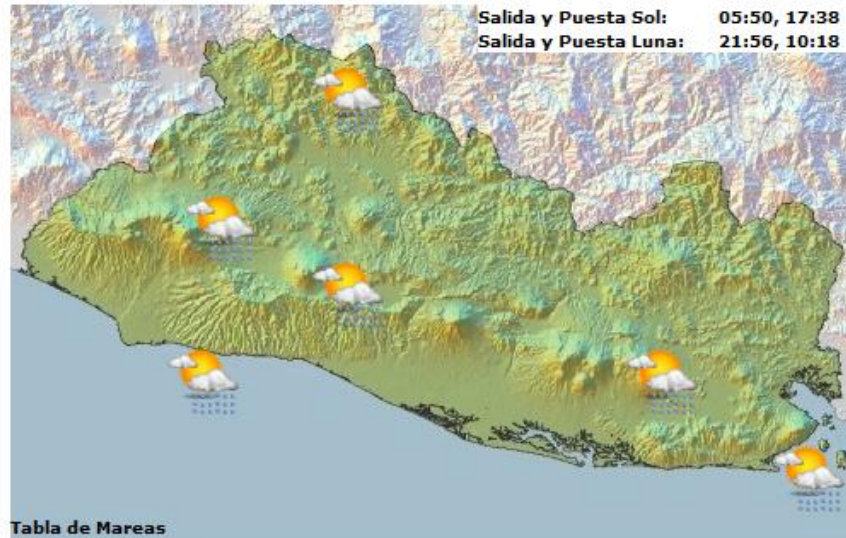 Salida y Puesta Sol: 05:50, 17:38
Salida y Puesta Luna: 21:56, 10:18
Tabla de Mareas